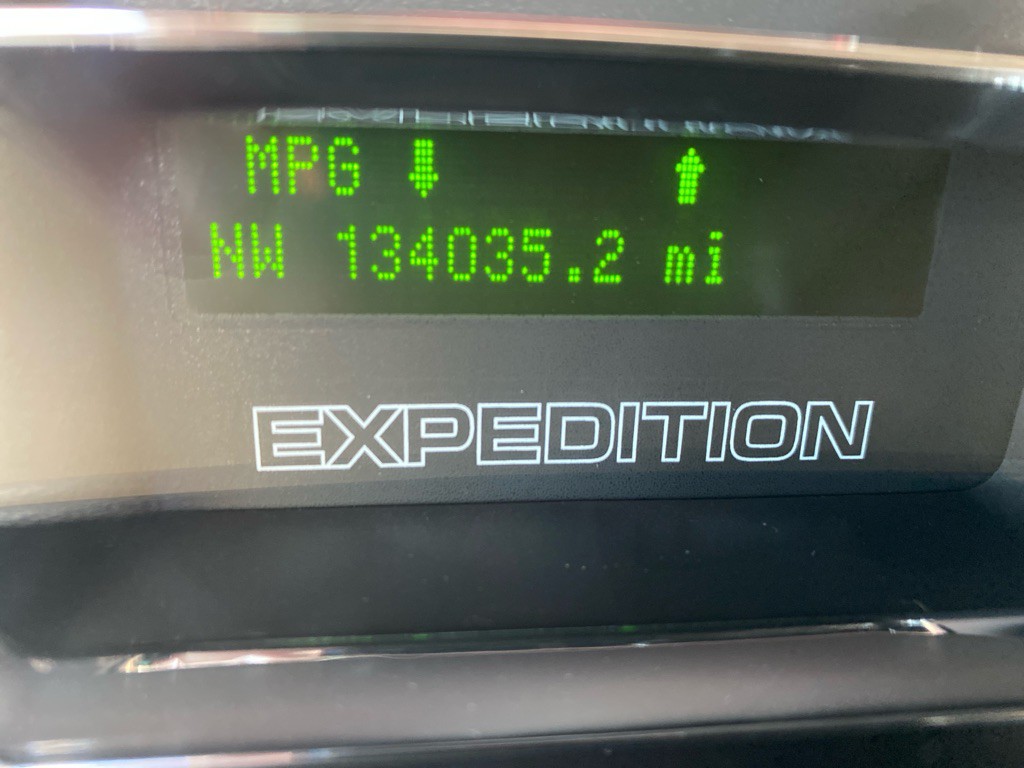 MPG ↓ ↑
NW 134035.2 mi
EXPEDITION